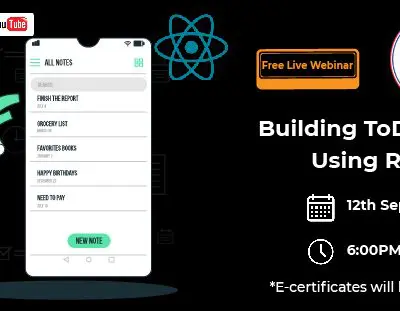 YouTube
ALL NOTES
FINISH THE REPORT
GROCERY LIST
FAVORITES BOOKS
HAPPY BIRTHDAYS
NEED TO PAY
NEW NOTE
Free Live Webinar
Building ToD
Using R
12th Sep
6:00PM
*E-certificates will